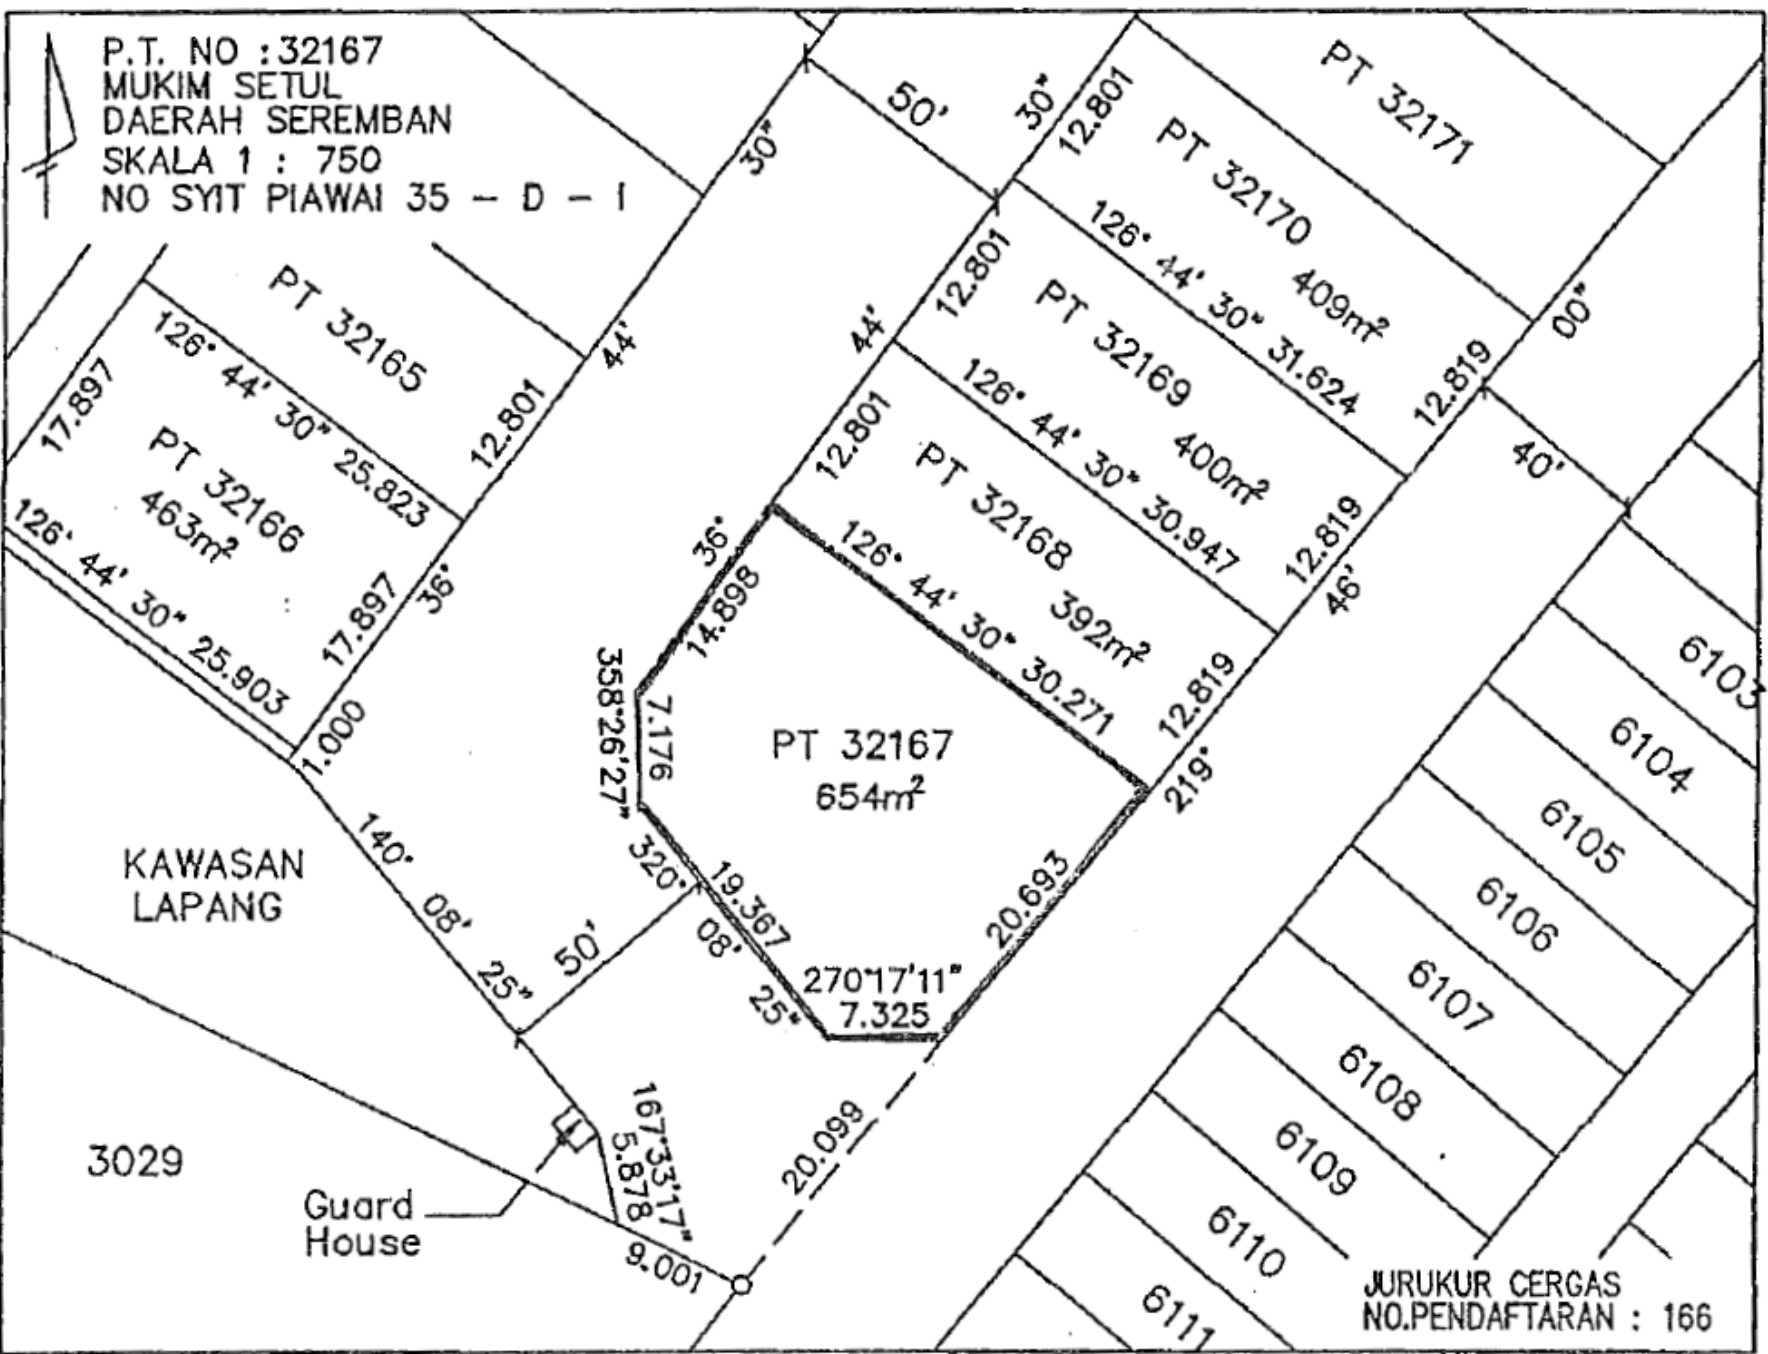 P.T. NO :32167
MUKIM SETUL
DAERAH SEREMBAN
SKALA 1 : 750
NO SYIT PIAWAI 35 - D - I
50'
30"
30"
12.801
PT 32171
PT 32170
409m²
126° 44' 30" 31.624
12.801
PT 32169
400m²
44'
126° 44' 30" 30.947
12.801
PT 32168
392m²
126° 44' 30" 30.271
00"
12.819
40'
12.819
46'
12.819
219°
PT 32165
126° 44' 30" 25.823
17.897
44'
12.801
PT 32166
463m²
126° 44' 30" 25.903
17.897
36°
1.000
36°
14.898
358°26'27"
7.176
PT 32167
654m²
320°
19.367
08'
25"
270°17'11"
7.325
20.693
KAWASAN
LAPANG
140°
08'
25"
50'
3029
Guard
House
167°33'17"
5.878
9.001
20.099
6103
6104
6105
6106
6107
6108
6109
6110
6111
JURUKUR CERGAS
NO.PENDAFTARAN : 166